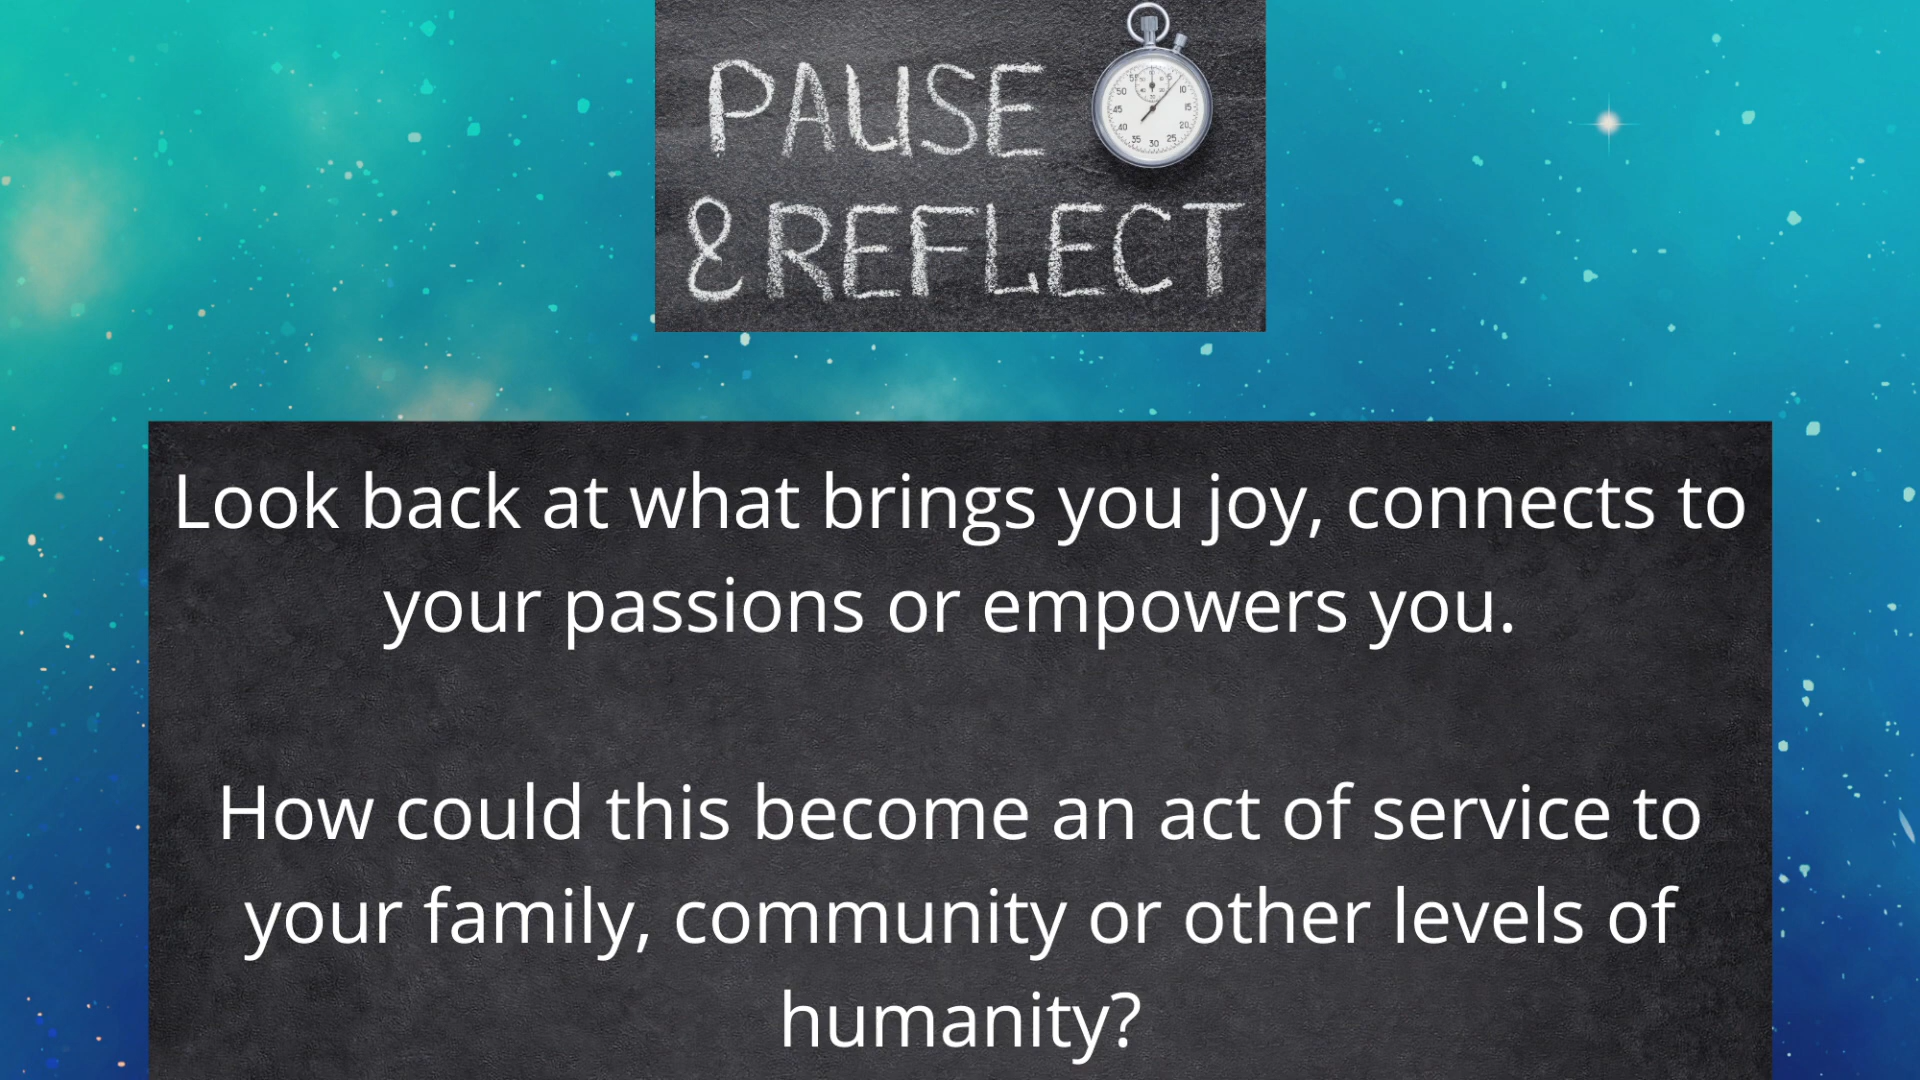 PAUSE
& REFLECT
Look back at what brings you joy, connects to
your passions or empowers you.
How could this become an act of service to
your family, community or other levels of
humanity?